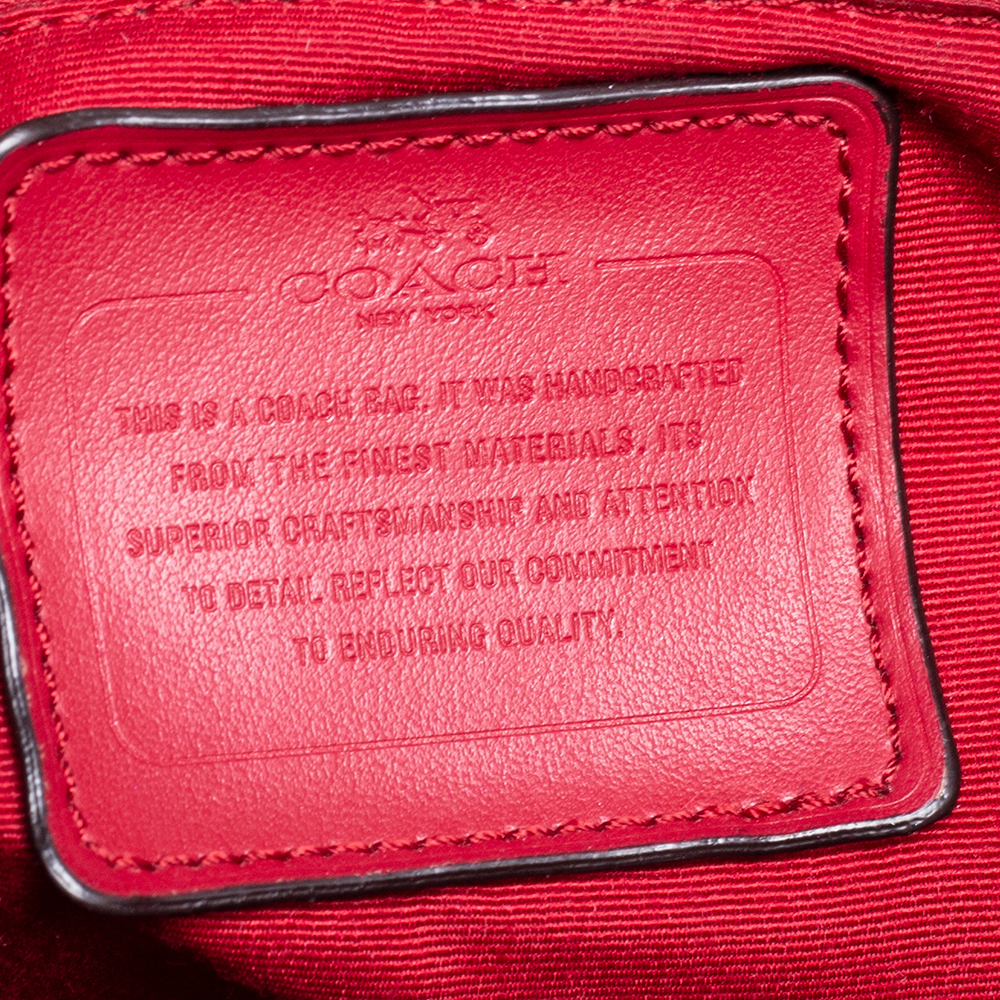 COACH
NEW YORK
THIS IS A COACH BAG. IT WAS HANDCRAFTED
FROM THE FINEST MATERIALS. ITS
SUPERIOR CRAFTSMANSHIP AND ATTENTION
TO DETAIL REFLECT OUR COMMITMENT
TO ENDURING QUALITY.